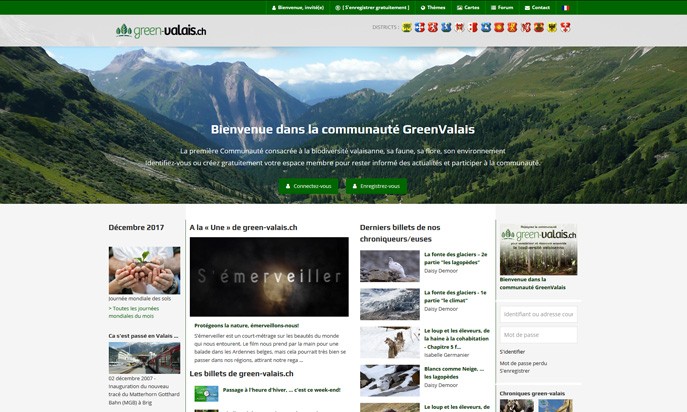 Bienvenue, invité(e)
[ S'enregistrer gratuitement ]
Thèmes
Cartes
Forum
Contact
green-valais.ch
DISTRICTS :
Bienvenue dans la communauté GreenValais
La première Communauté consacrée à la biodiversité valaisanne, sa faune, sa flore, son environnement
Identifiez-vous ou créez gratuitement votre espace membre pour rester informé des actualités et participer à la communauté.
Connectez-vous
Enregistrez-vous
Décembre 2017
Journée mondiale des sols
> Toutes les journées
mondiales du mois
Ca s'est passé en Valais ...
02 décembre 2007 -
Inauguration du nouveau
tracé du Matterhorn Gotthard
Bahn (MGB) à Brig
A la « Une » de green-valais.ch
S'émerveiller
Protégeons la nature, émerveillons-nous!
S'émerveiller est un court-métrage sur les beautés du monde
qui nous entourent. Le film nous prend par la main pour une
balade dans les Ardennes belges, mais cela pourrait très bien se
passer dans nos régions, attirant notre rega ...
Les billets de green-valais.ch
Passage à l'heure d'hiver, ... c'est ce week-end!
Derniers billets de nos
chroniqueurs/euses
La fonte des glaciers - 2e
partie "les lagopèdes"
Daisy Demoor
La fonte des glaciers - 1e
partie "le climat"
Daisy Demoor
Le loup et les éleveurs, de
la haine à la cohabitation
- Chapitre 5 f...
Isabelle Germanier
Blancs comme Neige, ...
les lagopèdes
Daisy Demoor
Le loup et les éleveurs, de
green-valais.ch
Bienvenue dans la
communauté GreenValais
Identifiant ou adresse cour
Mot de passe
S'identifier
Mot de passe perdu
S'enregistrer
Chroniques green-valais